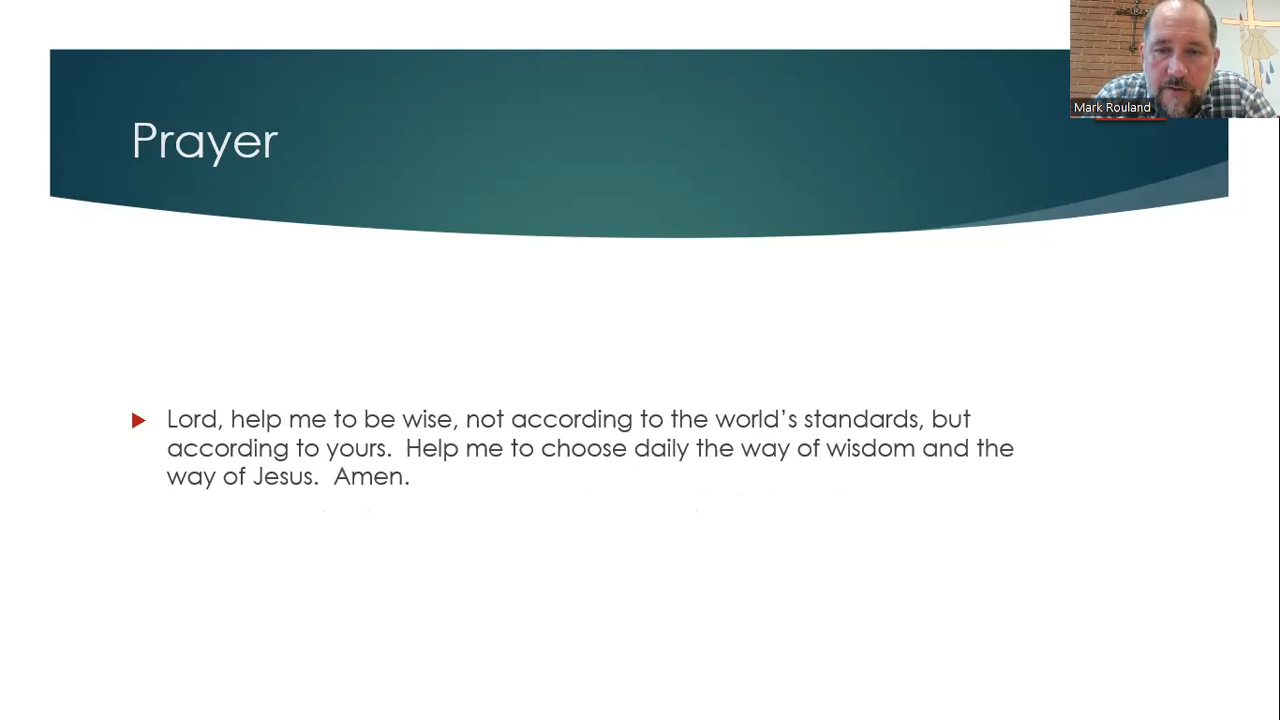 Mark Rouland
Prayer
Lord, help me to be wise, not according to the world’s standards, but
according to yours.  Help me to choose daily the way of wisdom and the
way of Jesus.  Amen.